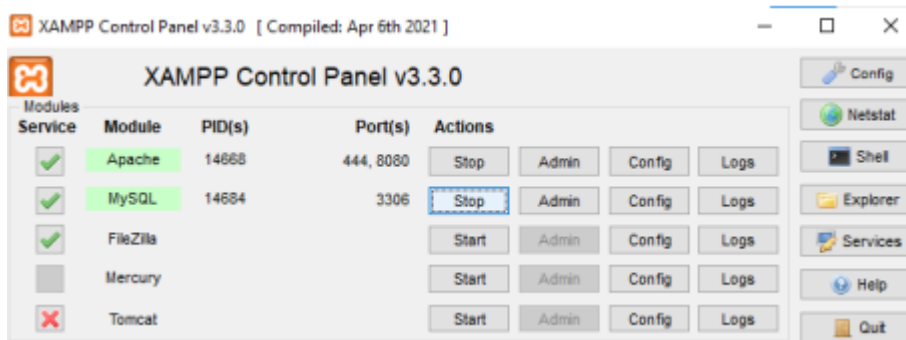 XAMPP Control Panel v3.3.0 [ Compiled: Apr 6th 2021 ]
XAMPP Control Panel v3.3.0
Config
Modules
Service Module PID(s) Port(s) Actions
Netstat
Apache 14668 444, 8080 Stop Admin Config Logs
Shell
MySQL 14684 3306 Stop Admin Config Logs
Explorer
FileZilla Start Admin Config Logs
Services
Mercury Start Admin Config Logs
Help
Tomcat Start Admin Config Logs
Quit